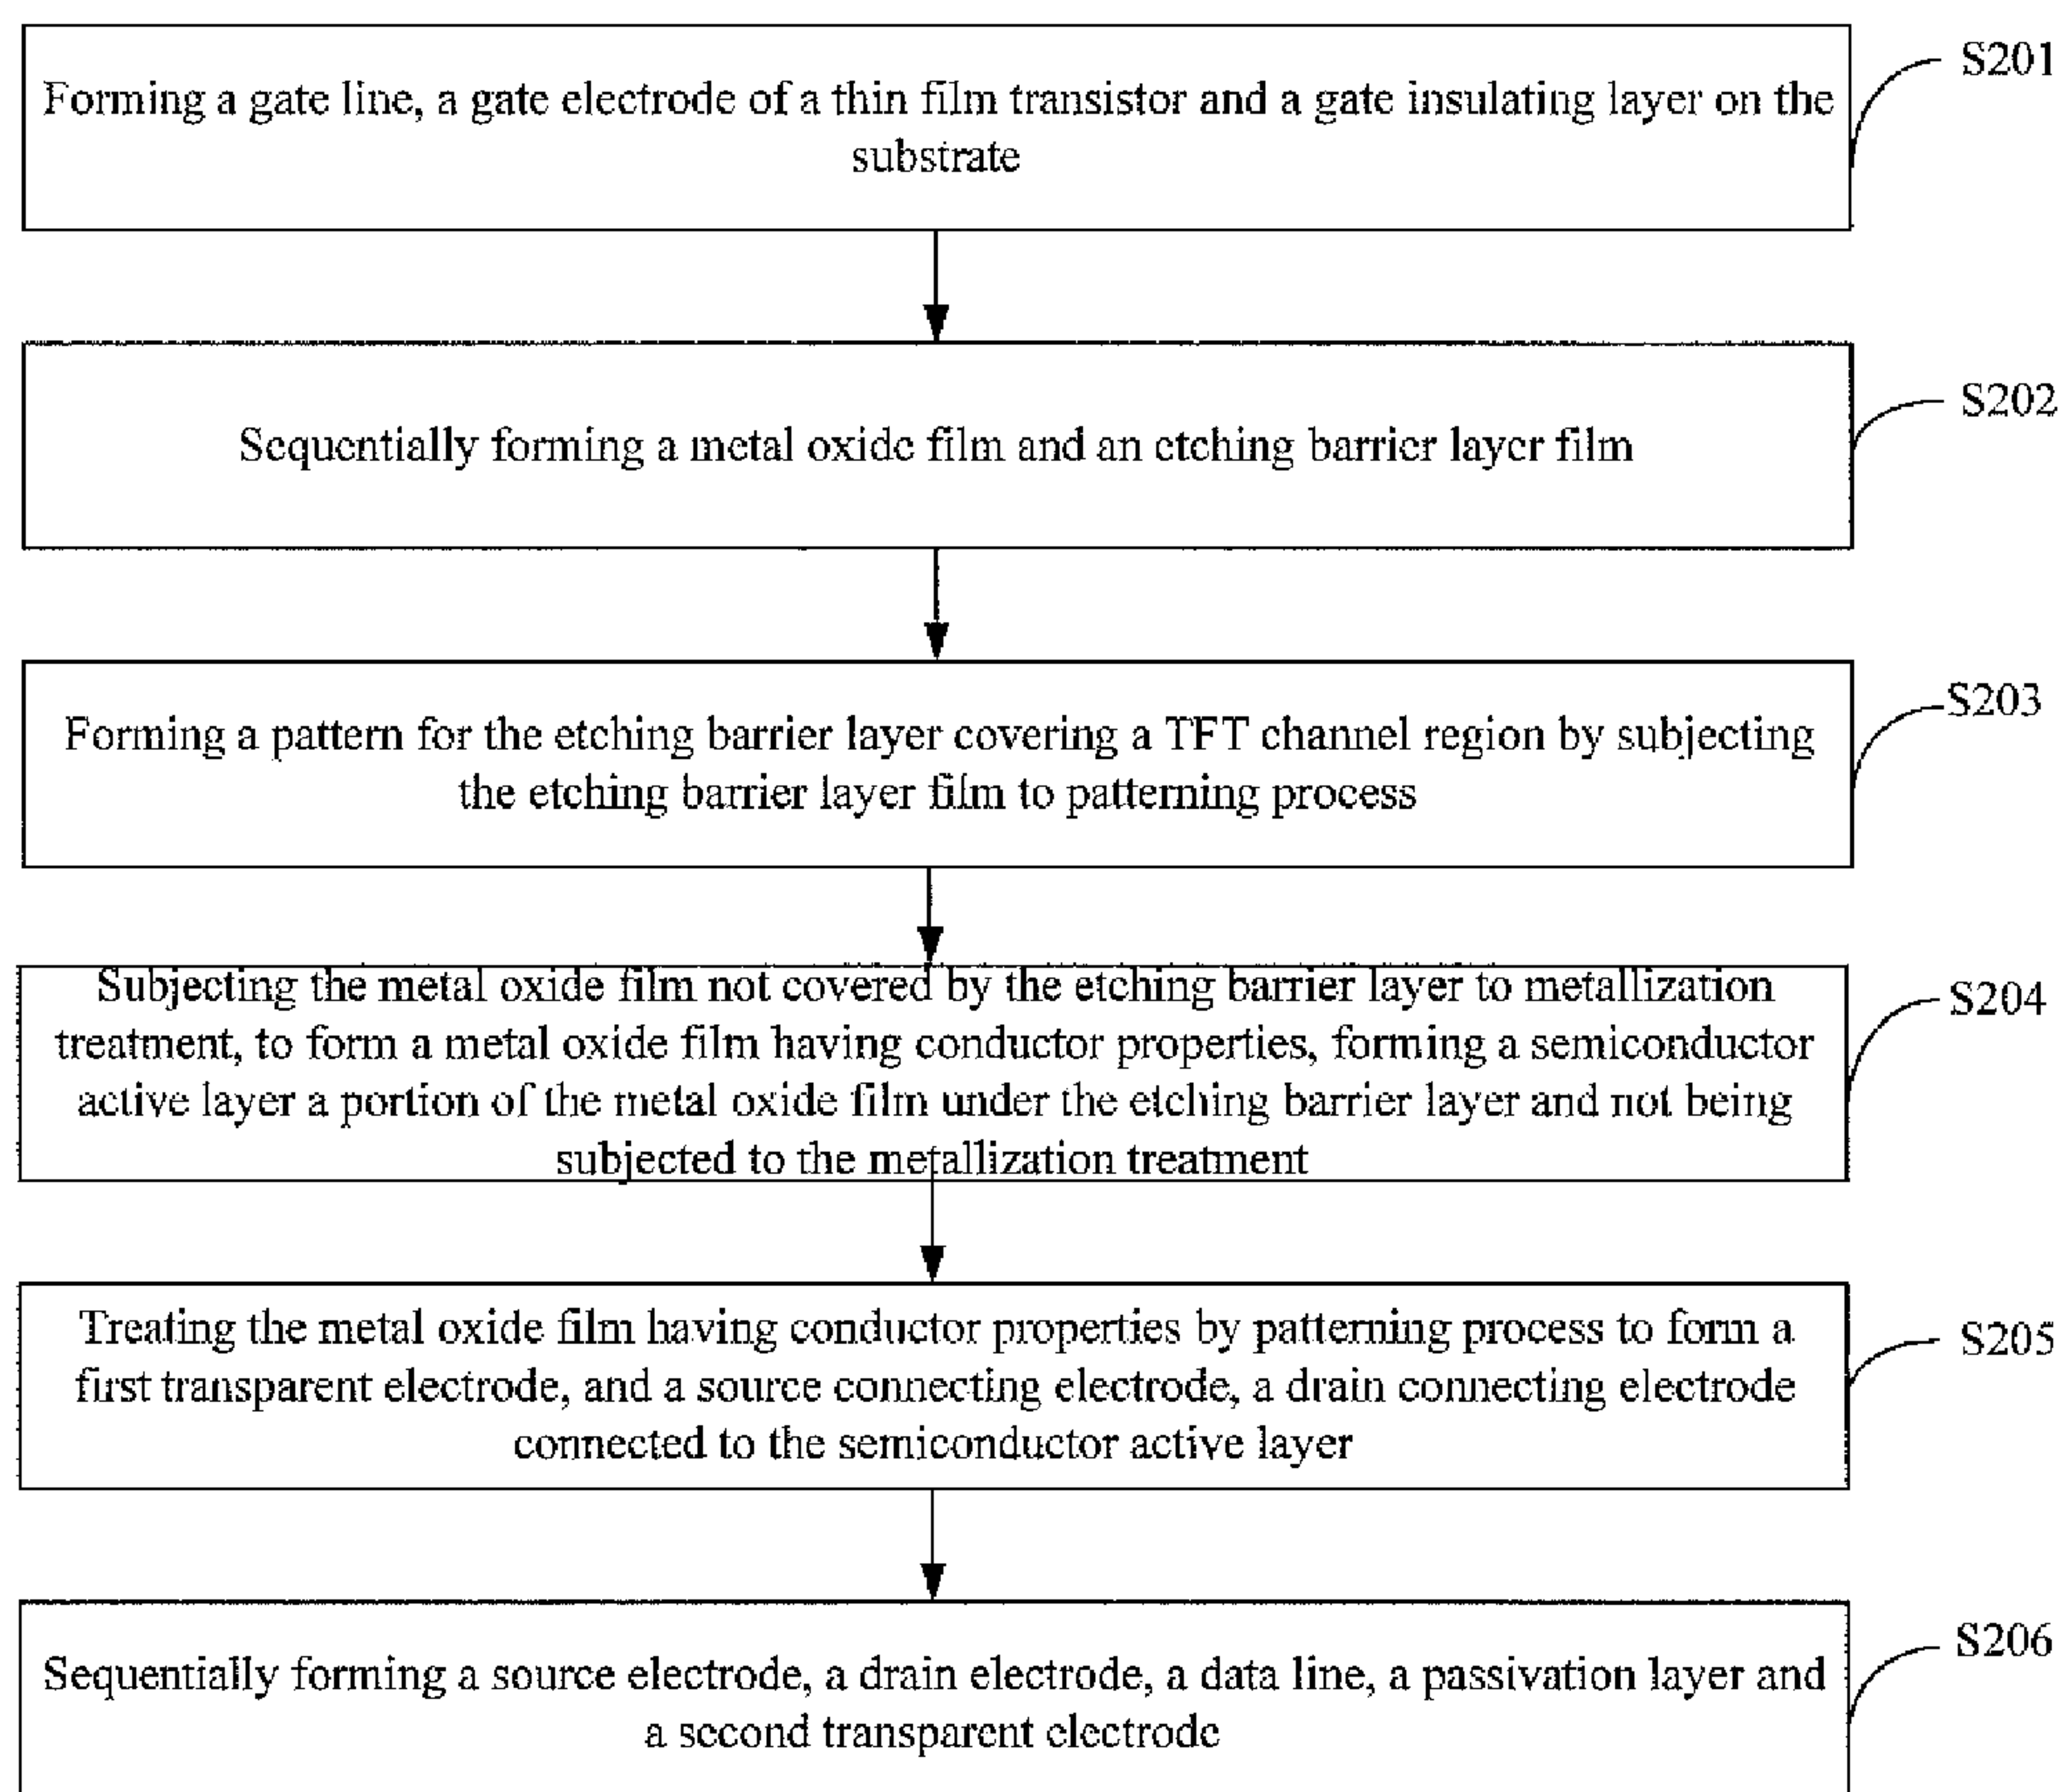 Forming a gate line, a gate electrode of a thin film transistor and a gate insulating layer on the
substrate
S201
Sequentially forming a metal oxide film and an etching barrier layer film
S202
Forming a pattern for the etching barrier layer covering a TFT channel region by subjecting
the etching barrier layer film to patterning process
S203
Subjecting the metal oxide film not covered by the etching barrier layer to metallization
treatment, to form a metal oxide film having conductor properties, forming a semiconductor
active layer a portion of the metal oxide film under the etching barrier layer and not being
subjected to the metallization treatment
S204
Treating the metal oxide film having conductor properties by patterning process to form a
first transparent electrode, and a source connecting electrode, a drain connecting electrode
connected to the semiconductor active layer
S205
Sequentially forming a source electrode, a drain electrode, a data line, a passivation layer and
a second transparent electrode
S206